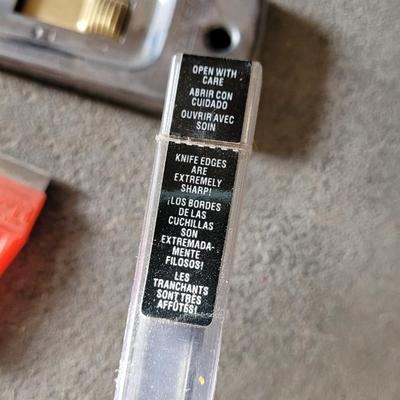 OPEN WITH
CARE
ABRIR CON
CUIDADO
OUVRIR AVEC
SOIN
KNIFE EDGES
ARE
EXTREMELY
SHARP!
¡LOS BORDES
DE LAS
CUCHILLAS
SON
EXTREMADA-
MENTE
FILOSOS!
LES
TRANCHANTS
SONT TRÈS
AFFÛTÉS!